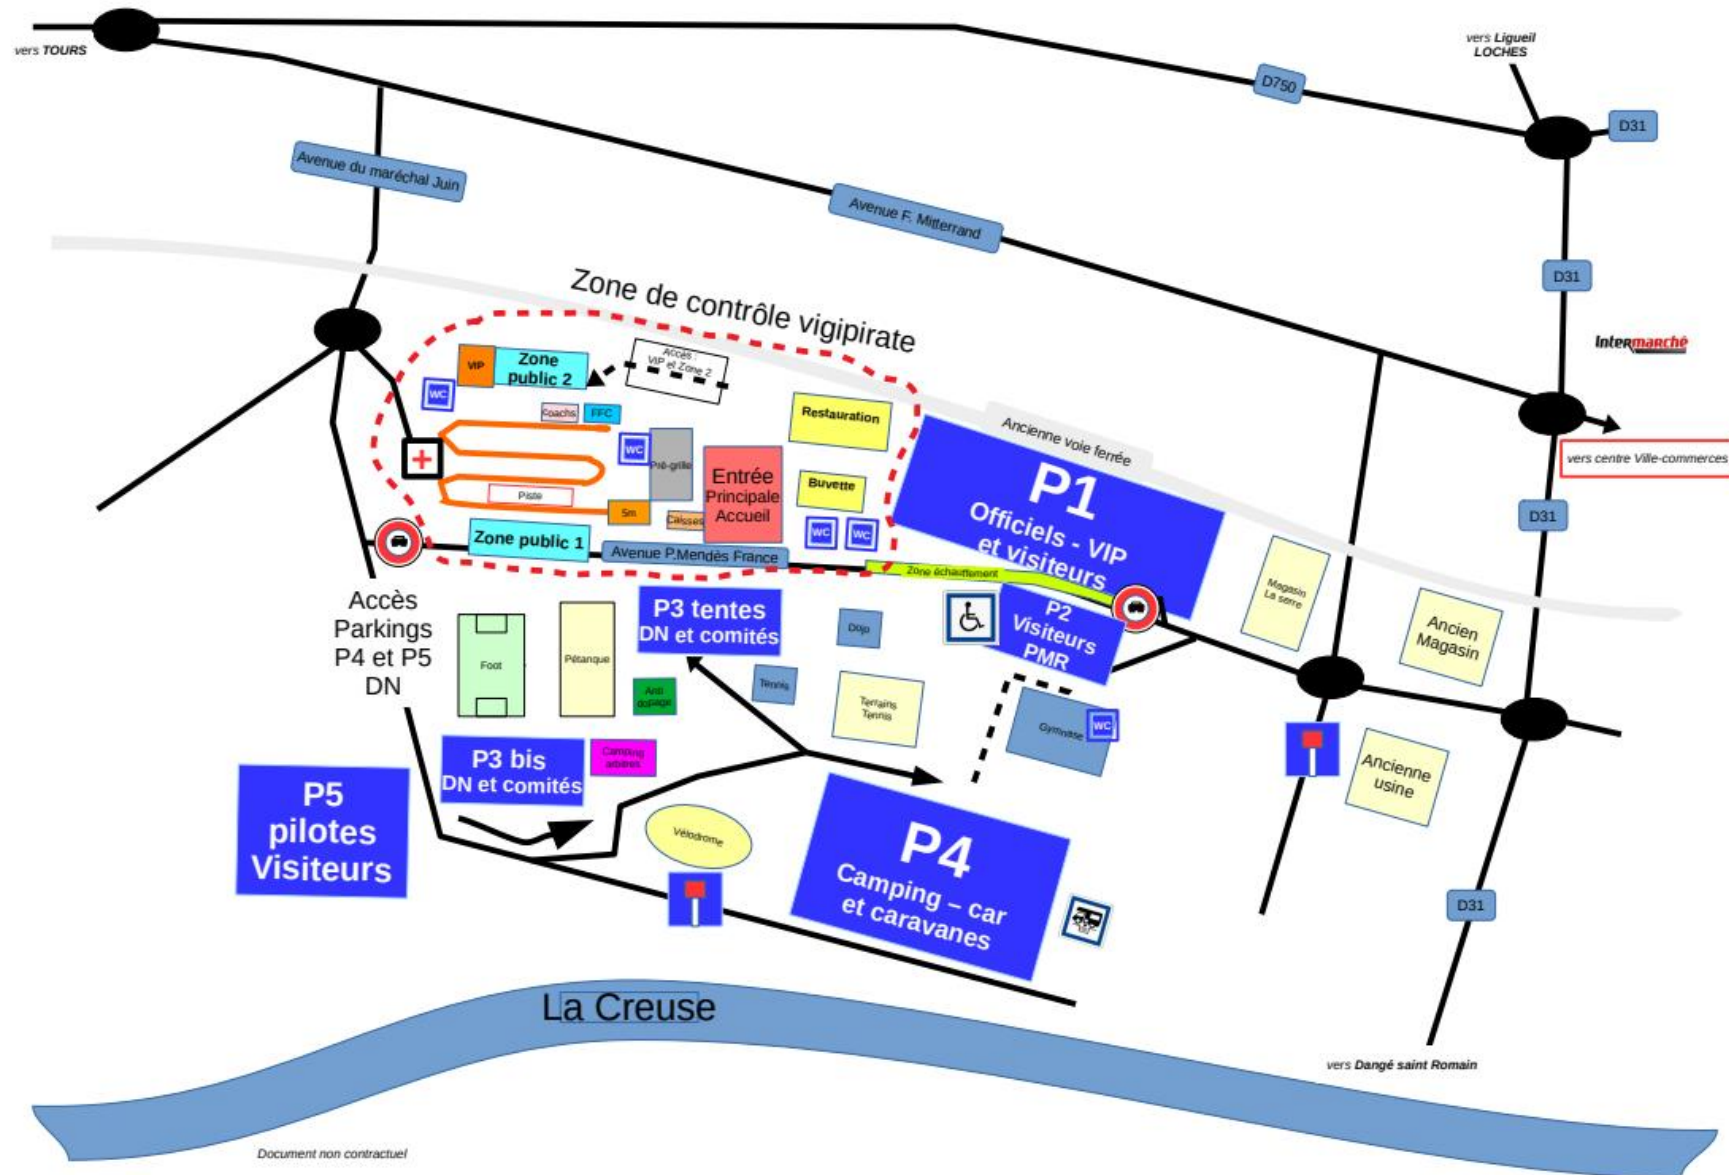 vers TOURS
vers Ligueil
LOCHES
D750
D31
Avenue du maréchal Juin
Avenue F. Mitterrand
D31
Zone de contrôle vigipirate
Intermarché
Accès :
VIP et Zone 2
VIP
Zone
public 2
WC
Coachs
FFC
Restauration
Ancienne voie ferrée
vers centre Ville-commerces
WC
Pré-grille
Entrée
Principale
Accueil
P1
Officiels - VIP
et visiteurs
Piste
Buvette
5m
Caisses
D31
WC
WC
Zone public 1
Avenue P.Mendès France
Zone échauffement
Magasin
La serre
Accès
Parkings
P4 et P5
DN
P3 tentes
DN et comités
P2
Visiteurs
PMR
Dojo
Ancien
Magasin
Foot
Pétanque
Anti
dopage
Tennis
Terrains
Tennis
Gymnase
WC
P3 bis
DN et comités
Camping
arbitres
Ancienne
usine
P5
pilotes
Visiteurs
Vélodrome
P4
Camping – car
et caravanes
D31
La Creuse
vers Dangé saint Romain
Document non contractuel